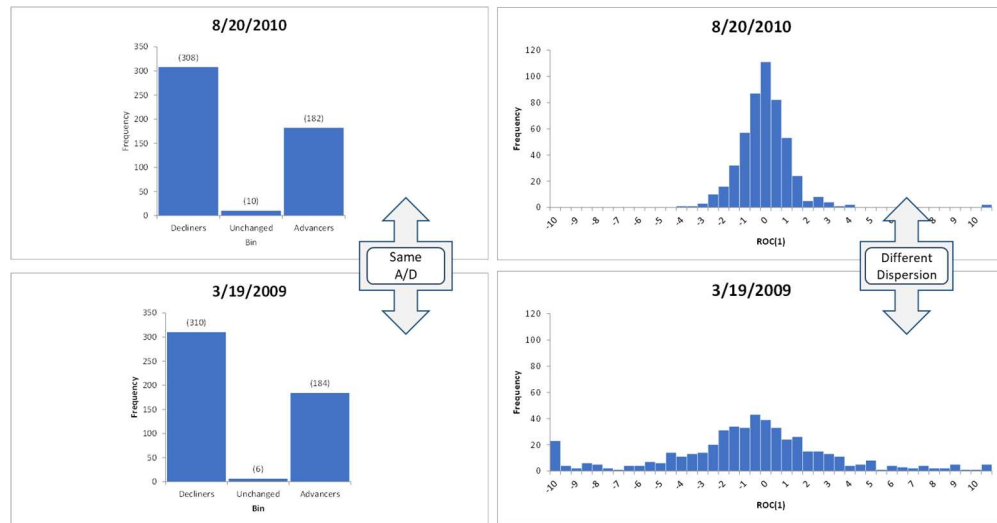 8/20/2010
350
300
250
200
150
100
50
0
Frequency
(308)
(10)
(182)
Decliners Unchanged Advancers
Bin
8/20/2010
120
100
80
60
40
20
0
Frequency
-10 -9 -8 -7 -6 -5 -4 -3 -2 -1 0 1 2 3 4 5 6 7 8 9 10
ROC(1)
Same
A/D
Different
Dispersion
3/19/2009
350
300
250
200
150
100
50
0
Frequency
(310)
(6)
(184)
Decliners Unchanged Advancers
Bin
3/19/2009
120
100
80
60
40
20
0
Frequency
-10 -9 -8 -7 -6 -5 -4 -3 -2 -1 0 1 2 3 4 5 6 7 8 9 10
ROC(1)